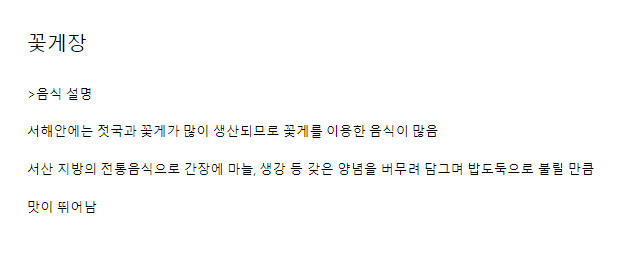 꽃게장
>음식 설명
서해안에는 젓국과 꽃게가 많이 생산되므로 꽃게를 이용한 음식이 많음
서산 지방의 전통음식으로 간장에 마늘, 생강 등 갖은 양념을 버무려 담그며 밥도둑으로 불릴 만큼
맛이 뛰어남